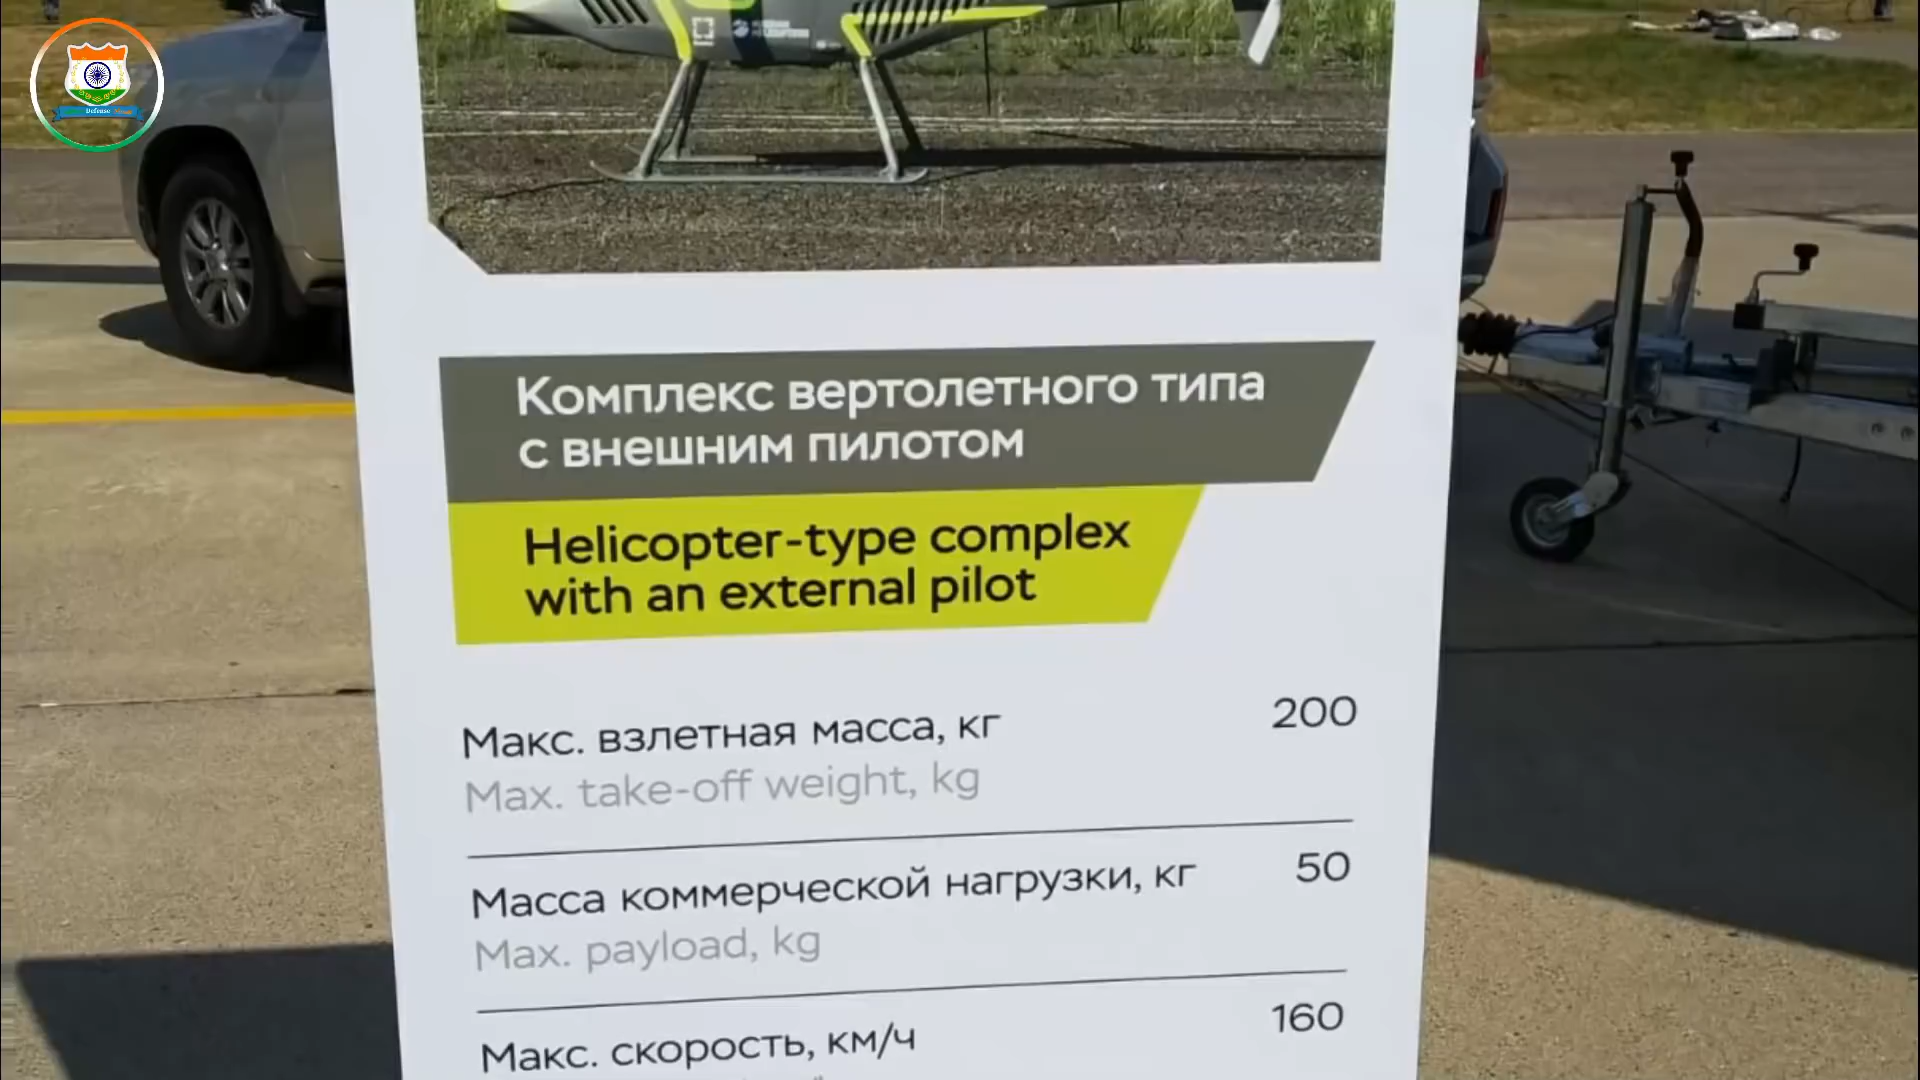 Defense
Комплекс вертолетного типа
с внешним пилотом
Helicopter-type complex
with an external pilot
Макс. взлетная масса, кг 200
Max. take-off weight, kg
Масса коммерческой нагрузки, кг 50
Max. payload, kg
Макс. скорость, км/ч 160